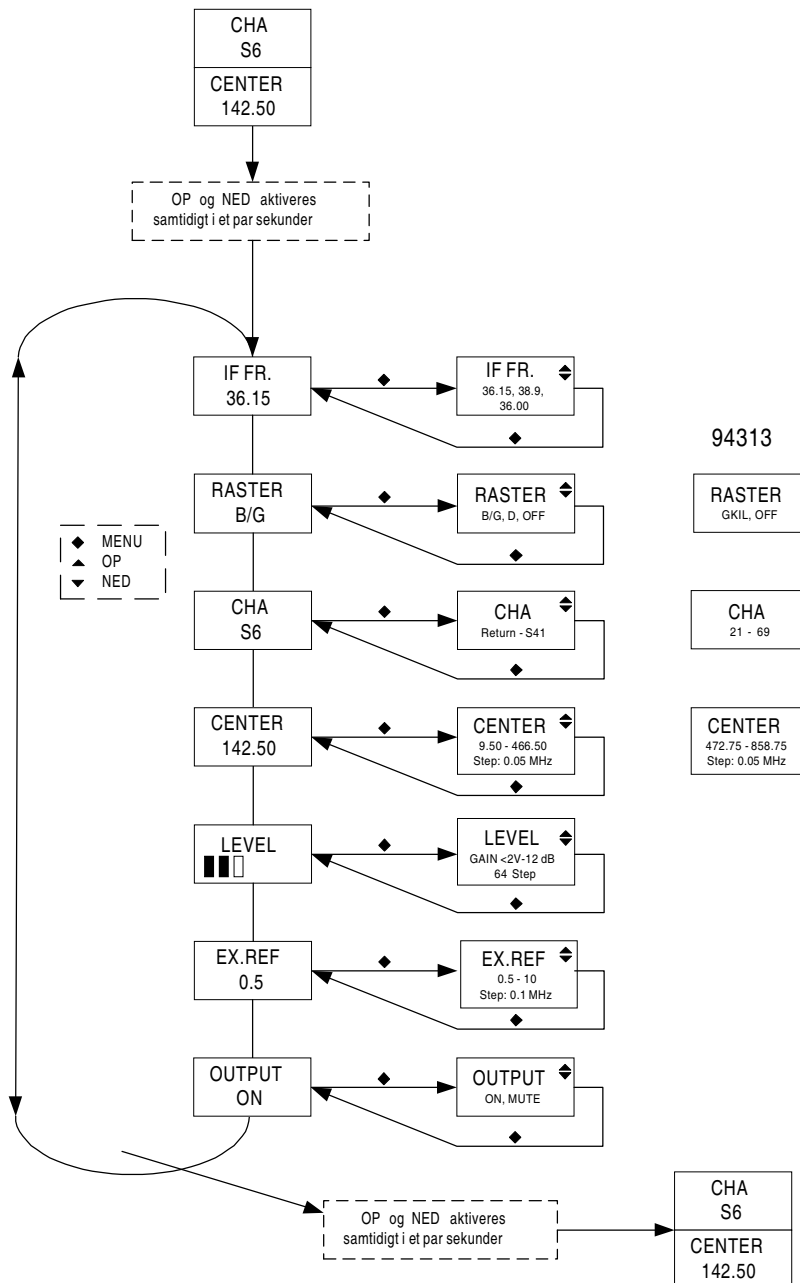 CHA
S6
CENTER
142.50
OP og NED aktiveres
samtidigt i et par sekunder
IF FR.
36.15
IF FR.
36.15, 38.9,
36.00
94313
RASTER
B/G
RASTER
B/G, D, OFF
RASTER
GKIL, OFF
MENU
OP
NED
CHA
S6
CHA
Return - S41
CHA
21 - 69
CENTER
142.50
CENTER
9.50 - 466.50
Step: 0.05 MHz
CENTER
472.75 - 858.75
Step: 0.05 MHz
LEVEL
LEVEL
GAIN <2V-12 dB
64 Step
EX.REF
0.5
EX.REF
0.5 - 10
Step: 0.1 MHz
OUTPUT
ON
OUTPUT
ON, MUTE
OP og NED aktiveres
samtidigt i et par sekunder
CHA
S6
CENTER
142.50